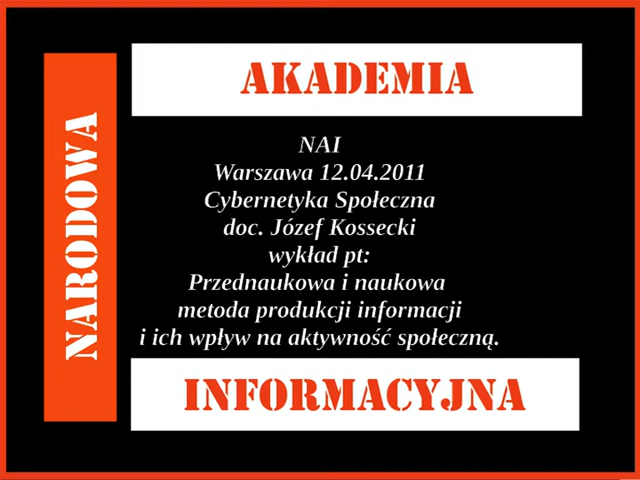 NARODOWA
AKADEMIA
INFORMACYJNA
NAI
Warszawa 12.04.2011
Cybernetyka Społeczna
doc. Józef Kossecki
wykład pt:
Przednaukowa i naukowa
metoda produkcji informacji
i ich wpływ na aktywność społeczną.